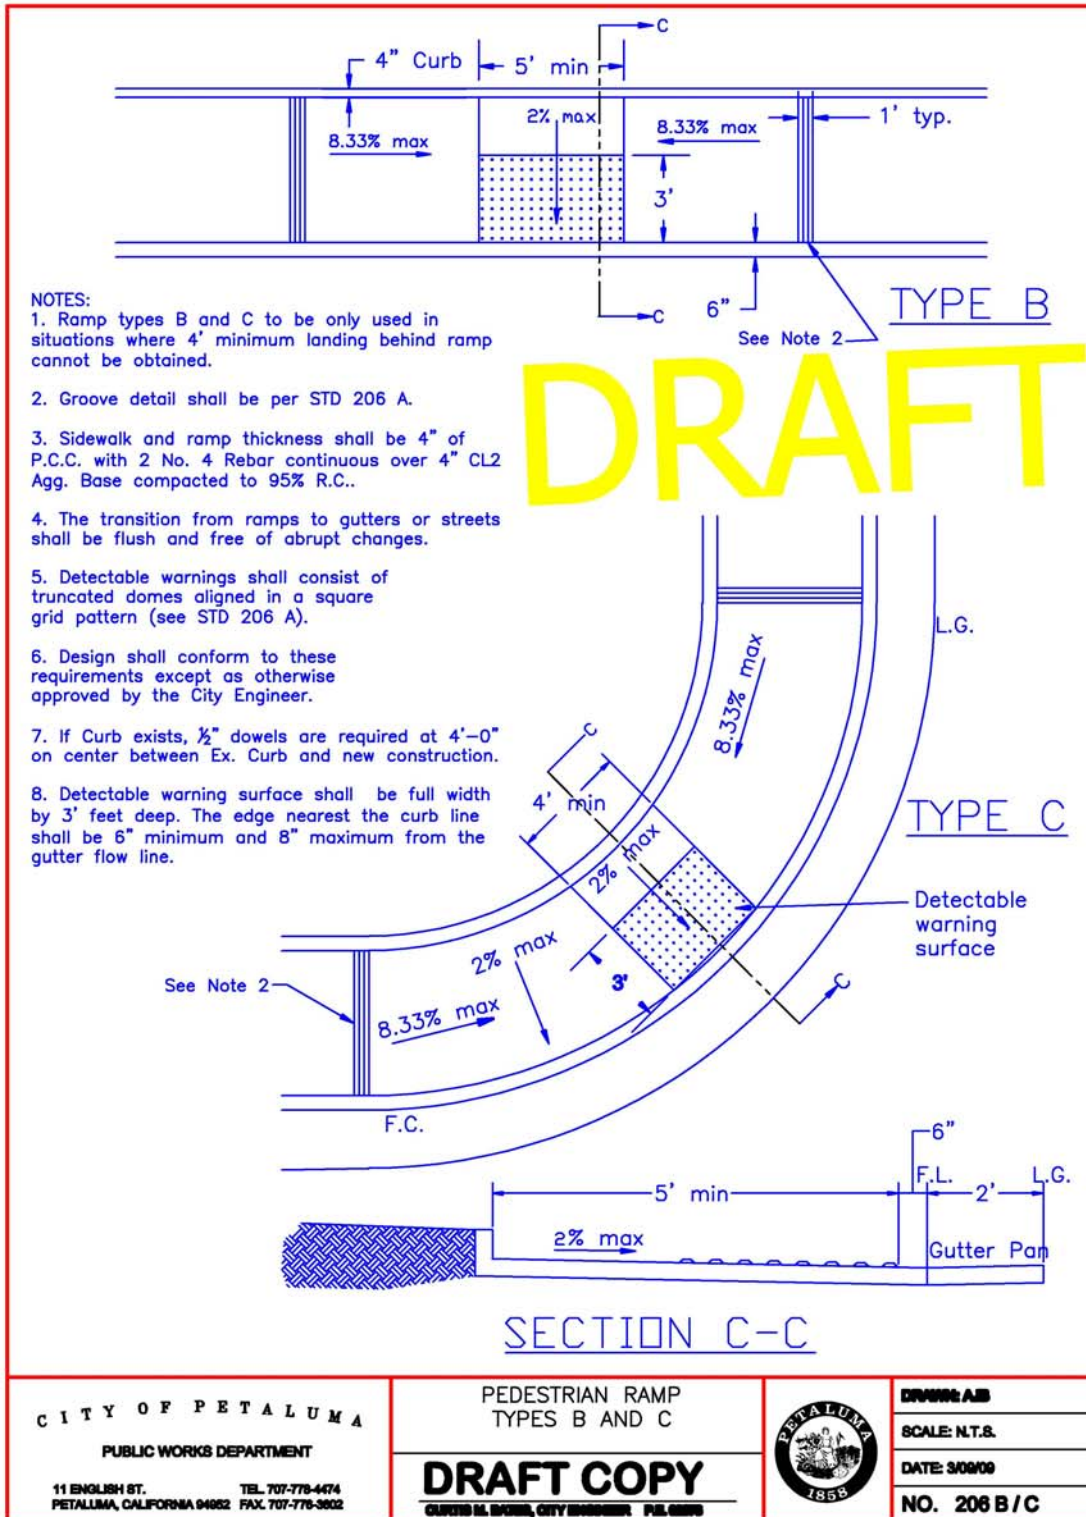 C
4" Curb
5' min
2% max
8.33% max
8.33% max
1' typ.
3'
6"
C
See Note 2
TYPE B
NOTES:
1. Ramp types B and C to be only used in
situations where 4' minimum landing behind ramp
cannot be obtained.
2. Groove detail shall be per STD 206 A.
3. Sidewalk and ramp thickness shall be 4" of
P.C.C. with 2 No. 4 Rebar continuous over 4" CL2
Agg. Base compacted to 95% R.C..
4. The transition from ramps to gutters or streets
shall be flush and free of abrupt changes.
5. Detectable warnings shall consist of
truncated domes aligned in a square
grid pattern (see STD 206 A).
6. Design shall conform to these
requirements except as otherwise
approved by the City Engineer.
7. If Curb exists, ½" dowels are required at 4'-0"
on center between Ex. Curb and new construction.
8. Detectable warning surface shall be full width
by 3' feet deep. The edge nearest the curb line
shall be 6" minimum and 8" maximum from the
gutter flow line.
DRAFT
L.G.
8.33% max
C
4' min
2% max
TYPE C
Detectable
warning
surface
2% max
3'
C
See Note 2
8.33% max
F.C.
6"
5' min
F.L.
2'
L.G.
2% max
Gutter Pan
SECTION C-C
CITY OF PETALUMA
PUBLIC WORKS DEPARTMENT
11 ENGLISH ST. TEL. 707-778-4474
PETALUMA, CALIFORNIA 94952 FAX. 707-776-3602
PEDESTRIAN RAMP
TYPES B AND C
DRAFT COPY
CITY ENGINEER
PETALUMA
1858
DRAWN: AJB
SCALE: N.T.S.
DATE: 3/09/09
NO. 206 B / C